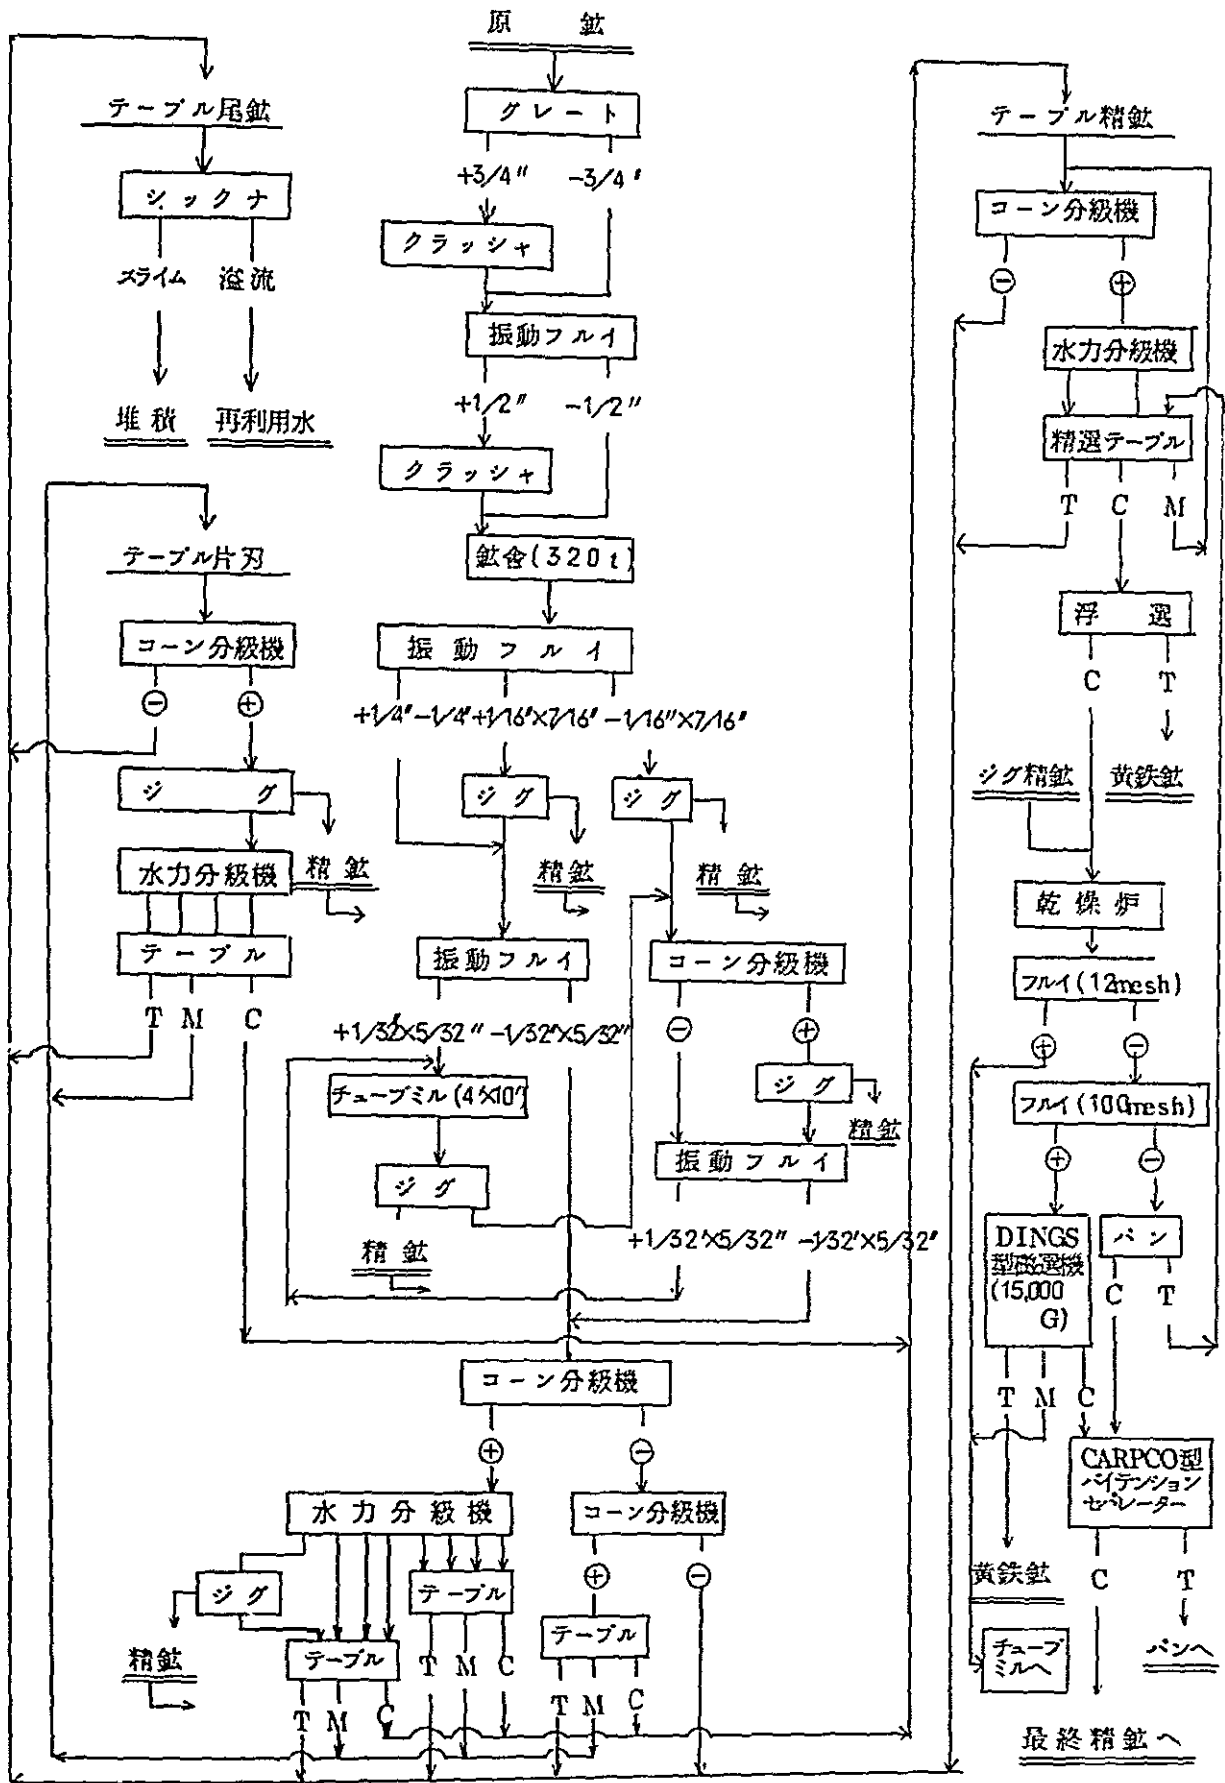 原 鉱
グレート
+3/4" -3/4"
クラッシャ
振動フルイ
+1/2" -1/2"
クラッシャ
鉱舎(320t)
振動フルイ
+1/4" -1/4"+1/16"×7/16" -1/16"×7/16"
ジグ
ジグ
精鉱
精鉱
振動フルイ
コーン分級機
⊖ ⊕
+1/32"×5/32" -1/32"×5/32"
チューブミル(4'×10')
ジグ
精鉱
ジグ
精鉱
振動フルイ
+1/32"×5/32" -1/32"×5/32"
コーン分級機
⊕ ⊖
水力分級機
コーン分級機
⊕ ⊖
ジグ
精鉱
テーブル
T M C
テーブル
T M C
テーブル
T M C
テーブル尾鉱
シックナ
スライム 溢流
堆積 再利用水
テーブル片刃
コーン分級機
⊖ ⊕
ジグ
精鉱
水力分級機
テーブル
T M C
テーブル精鉱
コーン分級機
⊖ ⊕
水力分級機
精選テーブル
T C M
浮選
C T
ジグ精鉱 黄鉄鉱
乾燥炉
フルイ(12mesh)
⊕ ⊖
フルイ(100mesh)
⊕ ⊖
DINGS
型磁選機
(15,000
G)
パン
C T
T M C
CARPCO型
ハイテンション
セパレーター
黄鉄鉱
C T
チューブ
ミルへ
パンへ
最終精鉱へ